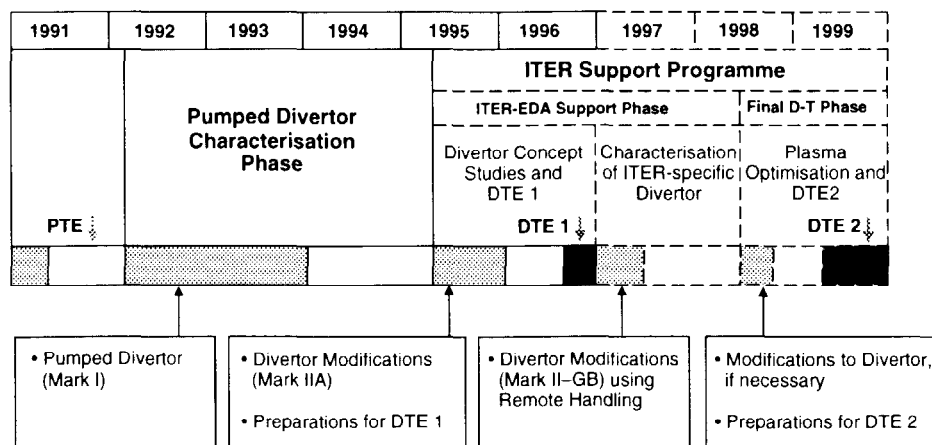 1991 1992 1993 1994 1995 1996 1997 1998 1999
ITER Support Programme
Pumped Divertor
Characterisation
Phase
ITER-EDA Support Phase
Final D-T Phase
Divertor Concept
Studies and
DTE 1
Characterisation
of ITER-specific
Divertor
Plasma
Optimisation and
DTE2
PTE
DTE 1
DTE 2
• Pumped Divertor
(Mark I)
• Divertor Modifications
(Mark IIA)
• Preparations for DTE 1
• Divertor Modifications
(Mark II–GB) using
Remote Handling
• Modifications to Divertor,
if necessary
• Preparations for DTE 2